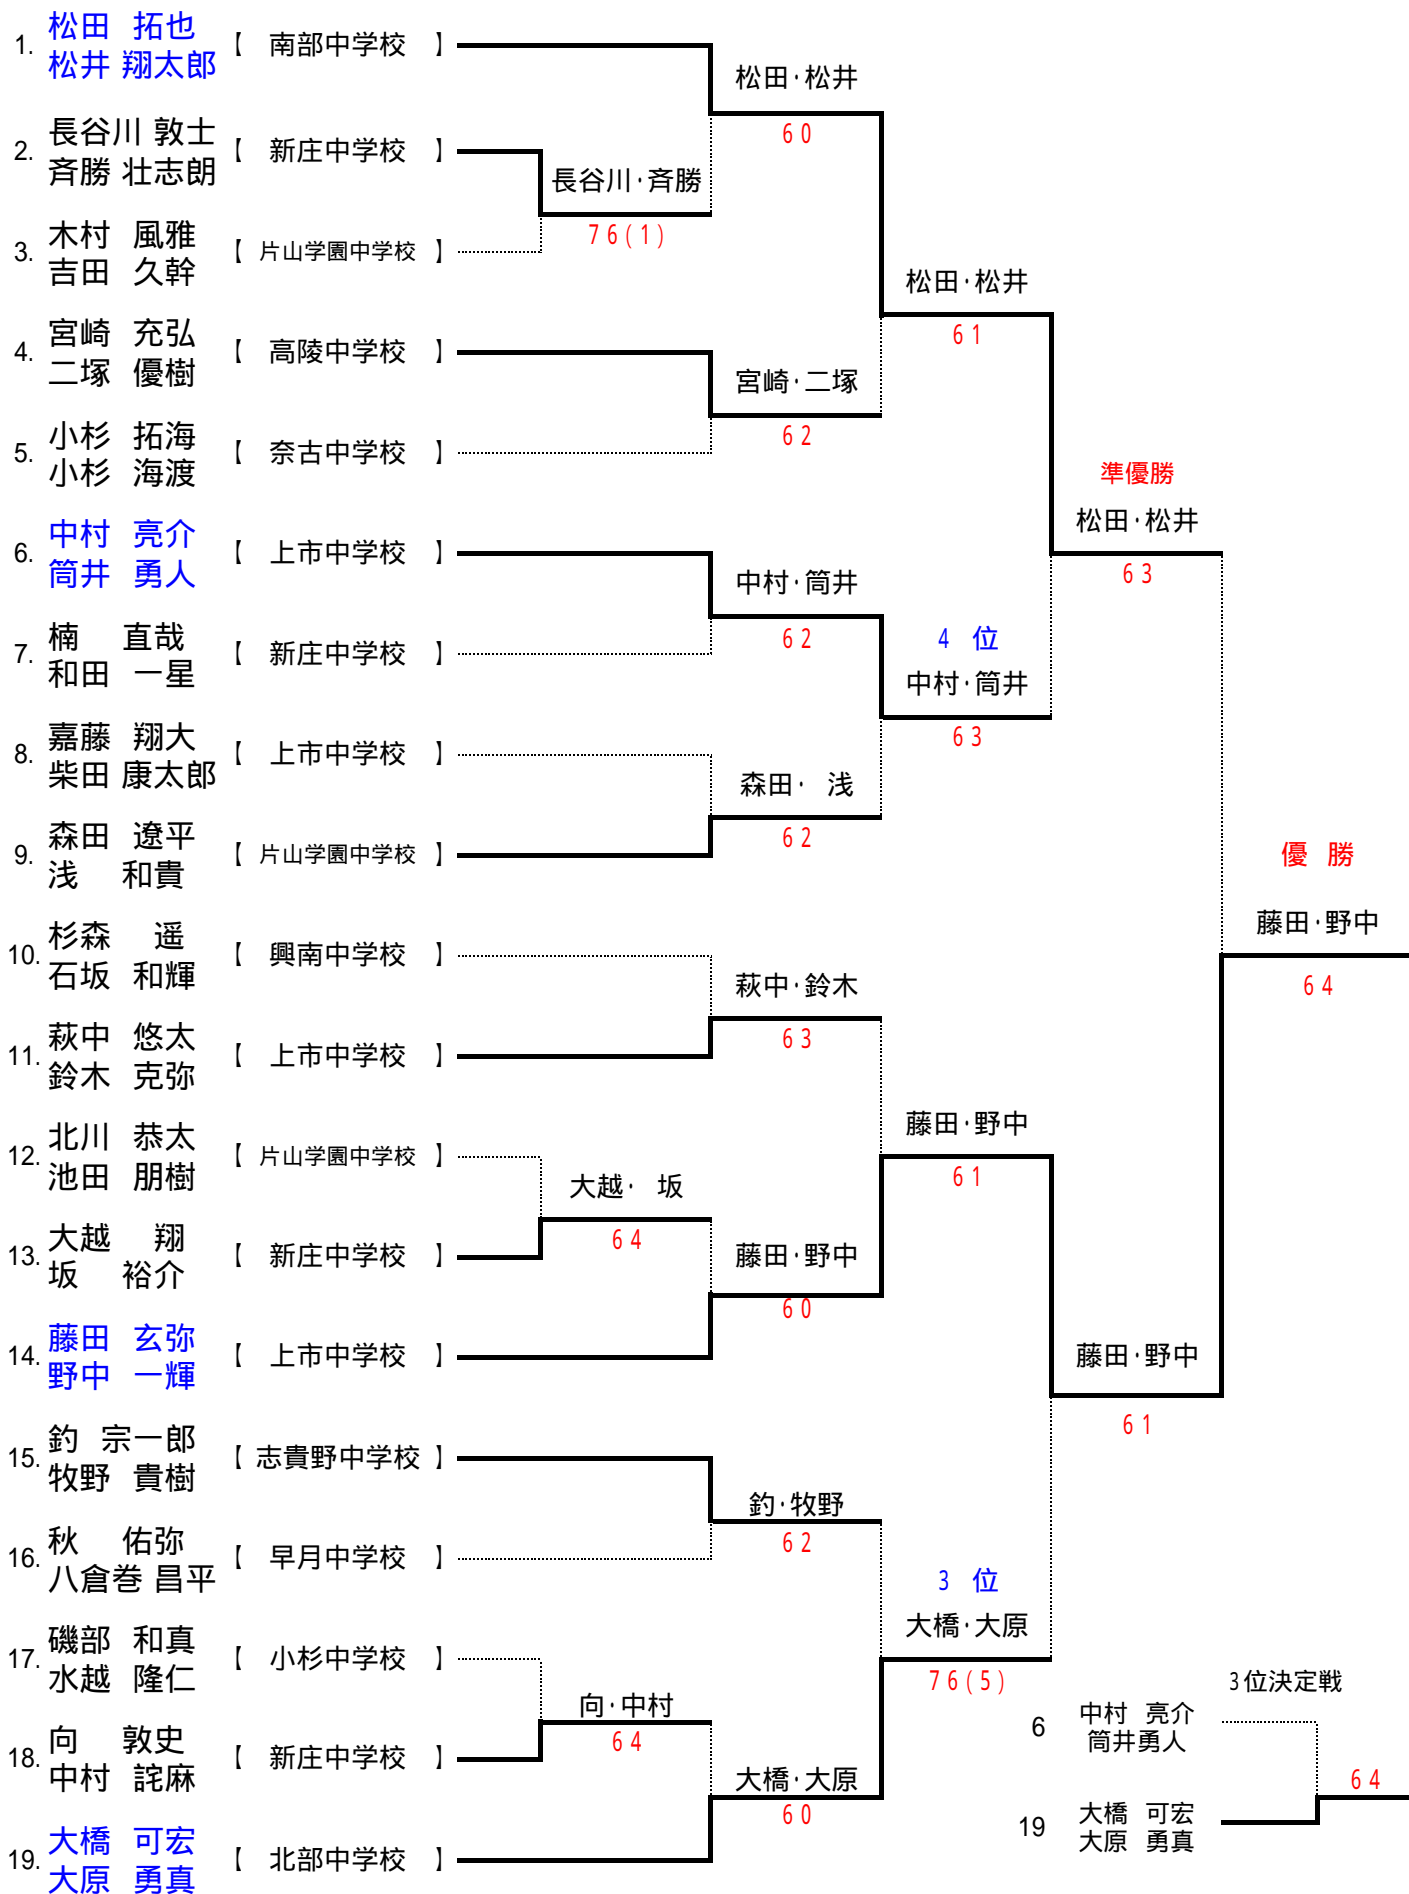 1. 松田 拓也
松井 翔太郎
【 南部中学校 】
松田・松井
6 0
2. 長谷川 敦士
斉勝 壮志朗
【 新庄中学校 】
長谷川・斉勝
7 6 ( 1 )
3. 木村 風雅
吉田 久幹
【 片山学園中学校 】
松田・松井
6 1
4. 宮崎 充弘
二塚 優樹
【 高陵中学校 】
宮崎・二塚
6 2
5. 小杉 拓海
小杉 海渡
【 奈古中学校 】
準優勝
松田・松井
6 3
6. 中村 亮介
筒井 勇人
【 上市中学校 】
中村・筒井
6 2
7. 楠 直哉
和田 一星
【 新庄中学校 】
4 位
中村・筒井
6 3
8. 嘉藤 翔大
柴田 康太郎
【 上市中学校 】
森田・ 浅
6 2
9. 森田 遼平
浅 和貴
【 片山学園中学校 】
優 勝
藤田・野中
6 4
10. 杉森 遥
石坂 和輝
【 興南中学校 】
萩中・鈴木
6 3
11. 萩中 悠太
鈴木 克弥
【 上市中学校 】
藤田・野中
6 1
12. 北川 恭太
池田 朋樹
【 片山学園中学校 】
大越・ 坂
6 4
13. 大越 翔
坂 裕介
【 新庄中学校 】
藤田・野中
6 0
14. 藤田 玄弥
野中 一輝
【 上市中学校 】
藤田・野中
6 1
15. 釣 宗一郎
牧野 貴樹
【 志貴野中学校 】
釣・牧野
6 2
16. 秋 佑弥
八倉巻 昌平
【 早月中学校 】
3 位
大橋・大原
7 6 ( 5 )
17. 磯部 和真
水越 隆仁
【 小杉中学校 】
向・中村
6 4
18. 向 敦史
中村 詫麻
【 新庄中学校 】
大橋・大原
6 0
19. 大橋 可宏
大原 勇真
【 北部中学校 】
3位決定戦
6 中村 亮介
筒井勇人
6 4
19 大橋 可宏
大原 勇真